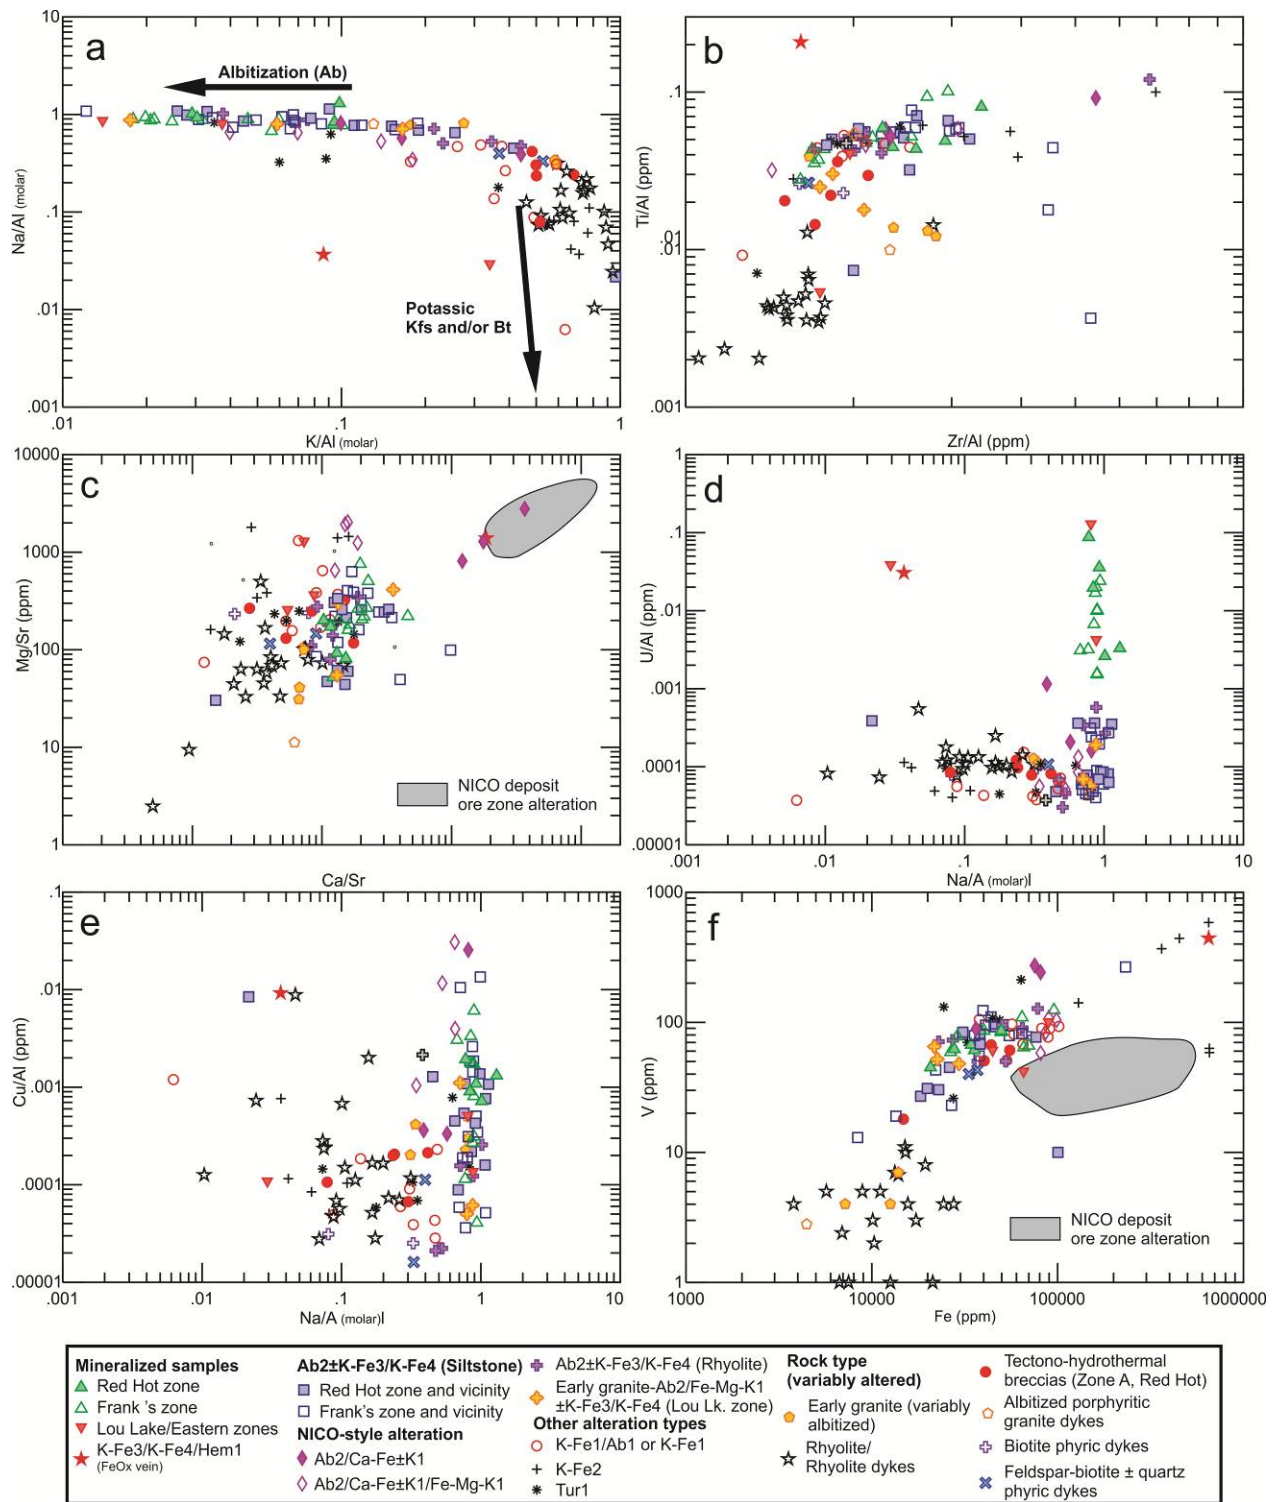 a
Albitization (Ab)
Potassic
Kfs and/or Bt
Na/Al (molar)
10
1
.1
.01
.001
.01
.1
1
K/Al (molar)
b
Ti/Al (ppm)
.1
.01
.001
Zr/Al (ppm)
c
Mg/Sr (ppm)
10000
1000
100
10
1
NICO deposit
ore zone alteration
Ca/Sr
d
U/Al (ppm)
1
.1
.01
.001
.0001
.00001
.001
.01
.1
1
10
Na/A (molar)l
e
Cu/Al (ppm)
.1
.01
.001
.0001
.00001
.01
.1
1
10
Na/A (molar)l
f
V (ppm)
1000
100
10
1
1000
10000
100000
1000000
Fe (ppm)
NICO deposit
ore zone alteration
Mineralized samples
Red Hot zone
Frank 's zone
Lou Lake/Eastern zones
K-Fe3/K-Fe4/Hem1
(FeOx vein)
Ab2±K-Fe3/K-Fe4 (Siltstone)
Red Hot zone and vicinity
Frank's zone and vicinity
NICO-style alteration
Ab2/Ca-Fe±K1
Ab2/Ca-Fe±K1/Fe-Mg-K1
Ab2±K-Fe3/K-Fe4 (Rhyolite)
Early granite-Ab2/Fe-Mg-K1
±K-Fe3/K-Fe4 (Lou Lk. zone)
Other alteration types
K-Fe1/Ab1 or K-Fe1
K-Fe2
Tur1
Rock type
(variably altered)
Early granite (variably
albitized)
Rhyolite/
Rhyolite dykes
Tectono-hydrothermal
breccias (Zone A, Red Hot)
Albitized porphyritic
granite dykes
Biotite phyric dykes
Feldspar-biotite ± quartz
phyric dykes